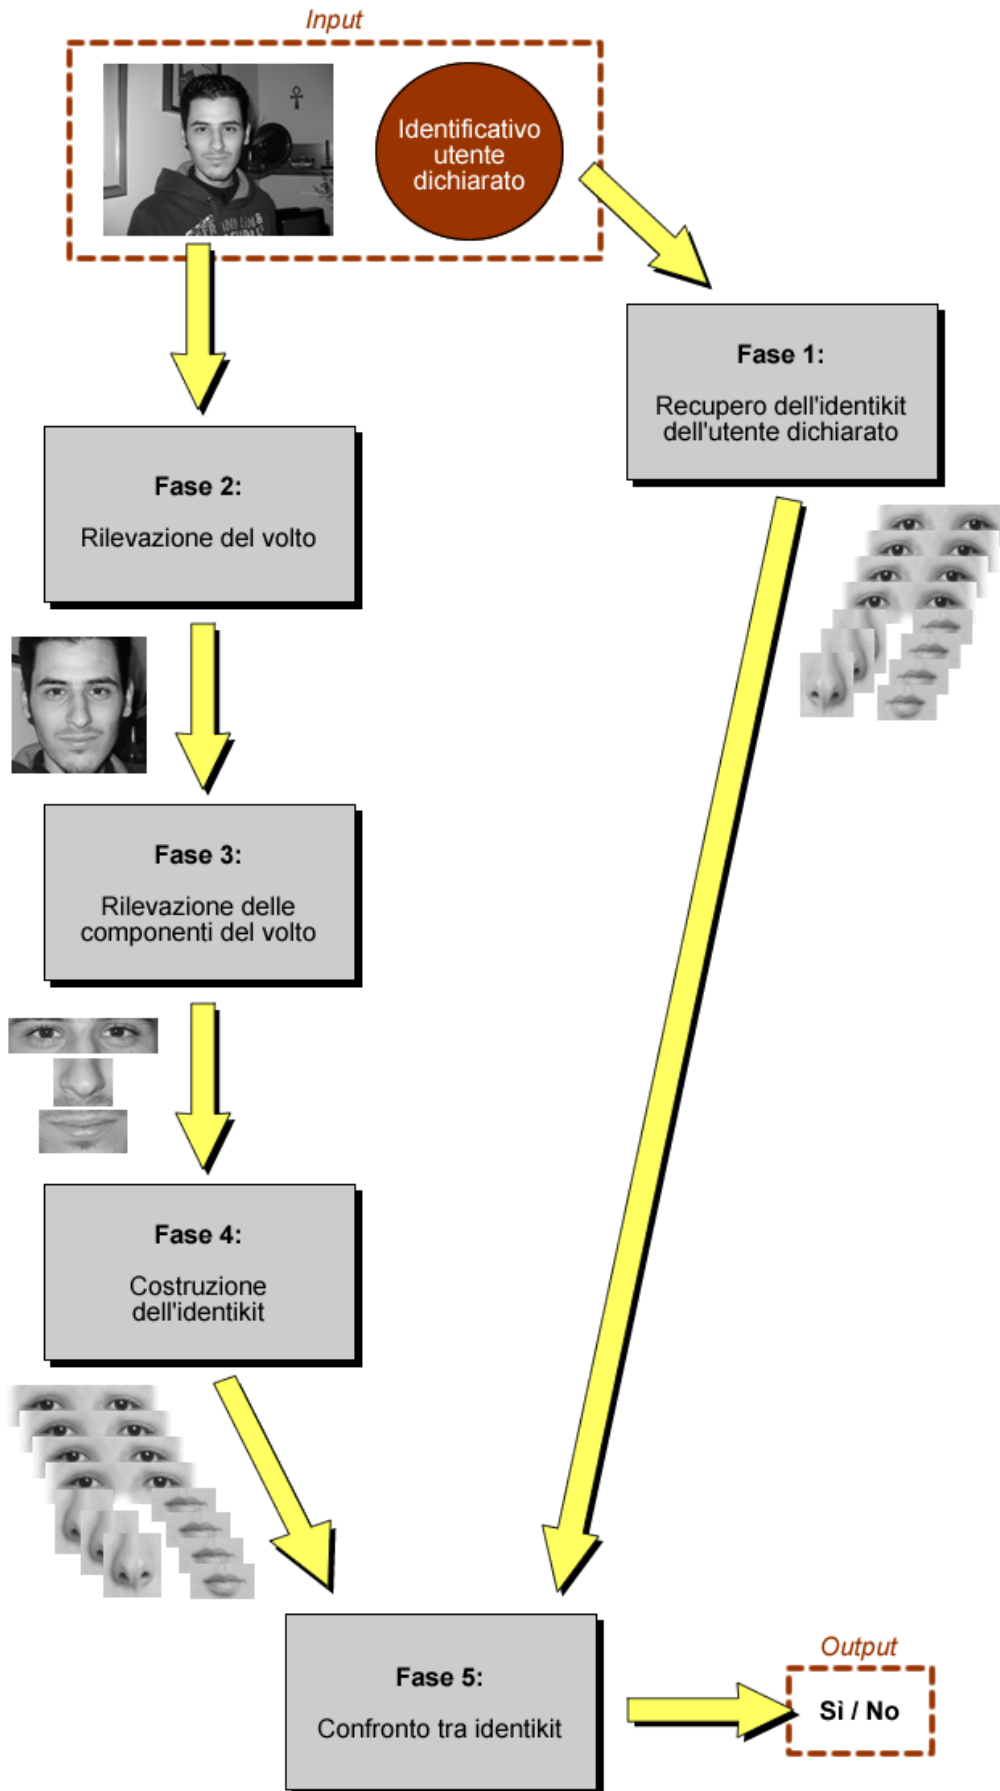 Input
Identificativo
utente
dichiarato
Fase 1:
Recupero dell'identikit
dell'utente dichiarato
Fase 2:
Rilevazione del volto
Fase 3:
Rilevazione delle
componenti del volto
Fase 4:
Costruzione
dell'identikit
Fase 5:
Confronto tra identikit
Output
Sì / No